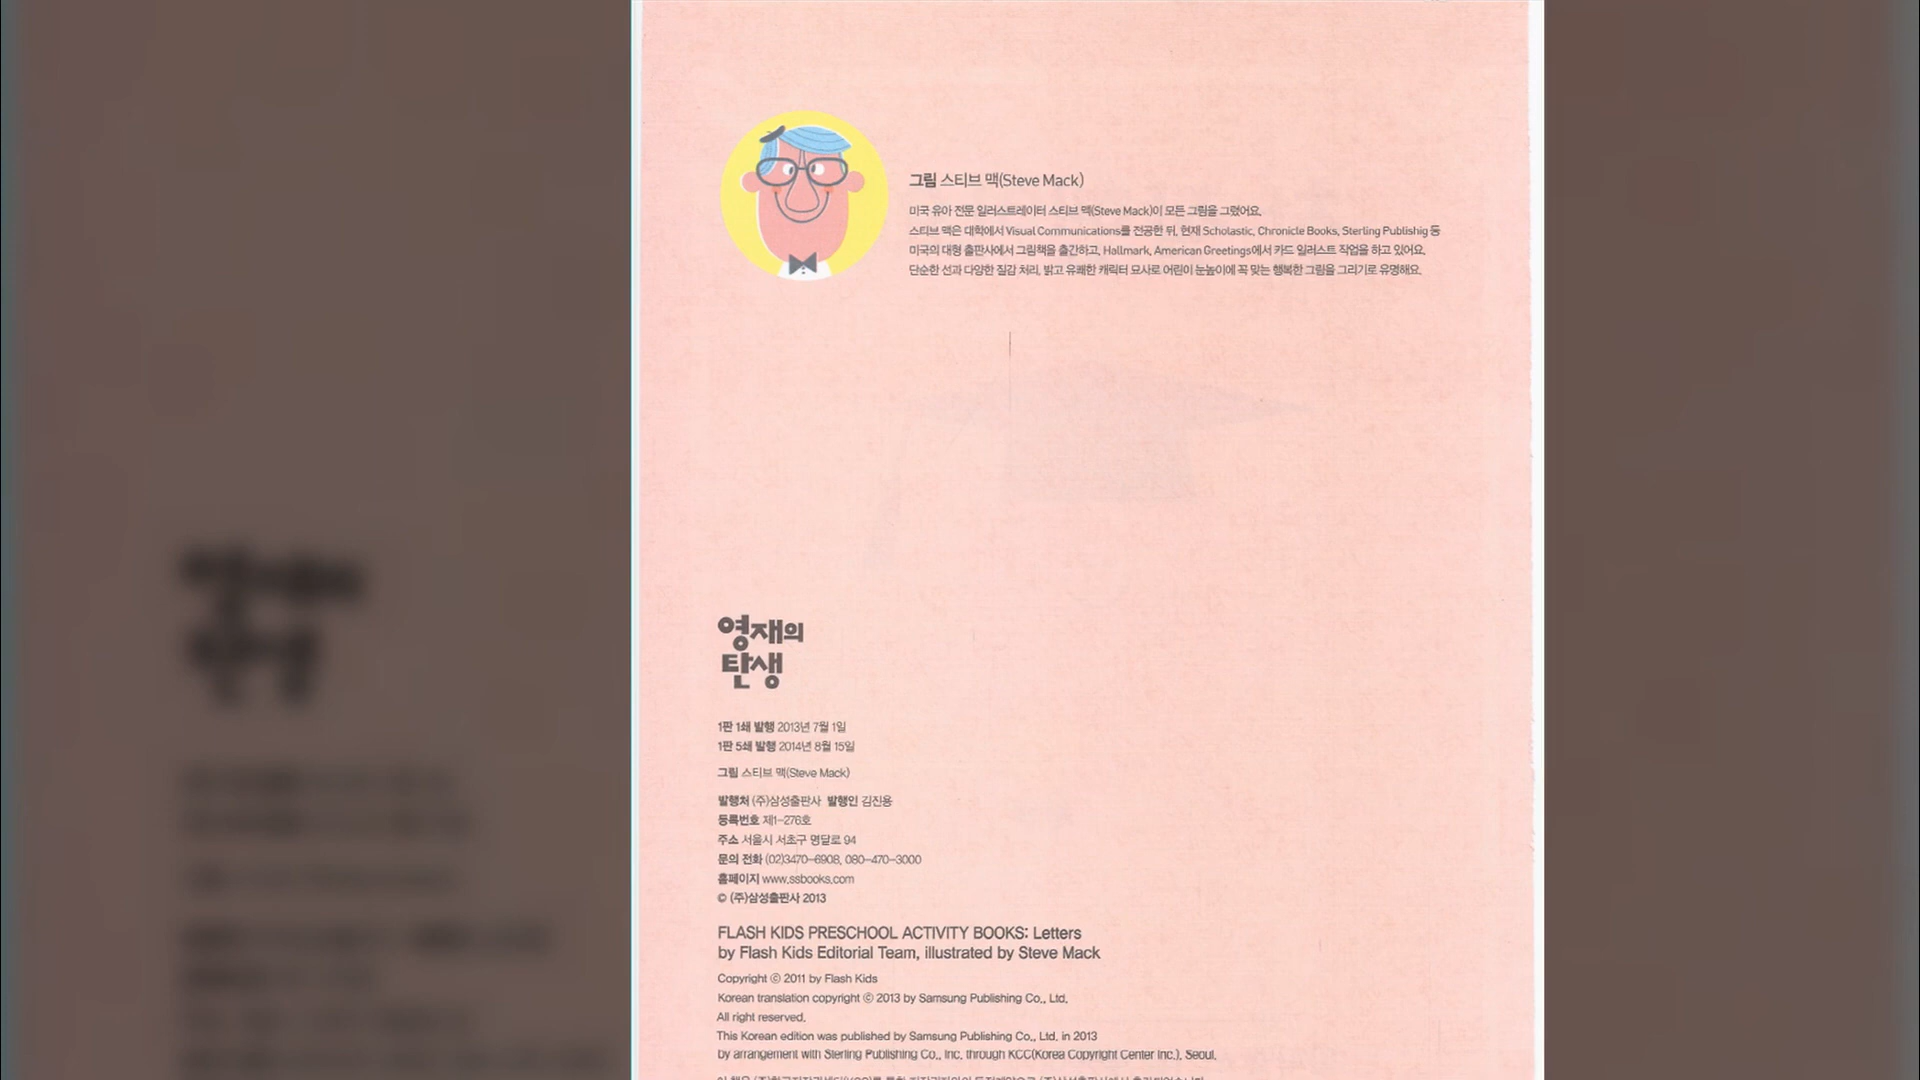 그림 스티브 맥(Steve Mack)
미국 유아 전문 일러스트레이터 스티브 맥(Steve Mack)이 모든 그림을 그렸어요.
스티브 맥은 대학에서 Visual Communications를 전공한 뒤, 현재 Scholastic, Chronicle Books, Sterling Publishig 등
미국의 대형 출판사에서 그림책을 출간하고, Hallmark, American Greetings에서 카드 일러스트 작업을 하고 있어요.
단순한 선과 다양한 질감 처리, 밝고 유쾌한 캐릭터 묘사로 어린이 눈높이에 꼭 맞는 행복한 그림을 그리기로 유명해요.
영재의
탄생
1판 1쇄 발행 2013년 7월 1일
1판 5쇄 발행 2014년 8월 15일
그림 스티브 맥(Steve Mack)
발행처 (주)삼성출판사 발행인 김진용
등록번호 제1-276호
주소 서울시 서초구 명달로 94
문의 전화 (02)3470-6908, 080-470-3000
홈페이지 www.ssbooks.com
© (주)삼성출판사 2013
FLASH KIDS PRESCHOOL ACTIVITY BOOKS: Letters
by Flash Kids Editorial Team, illustrated by Steve Mack
Copyright ⓒ 2011 by Flash Kids
Korean translation copyright ⓒ 2013 by Samsung Publishing Co., Ltd.
All right reserved.
This Korean edition was published by Samsung Publishing Co., Ltd. in 2013
by arrangement with Sterling Publishing Co., Inc. through KCC(Korea Copyright Center Inc.), Seoul.